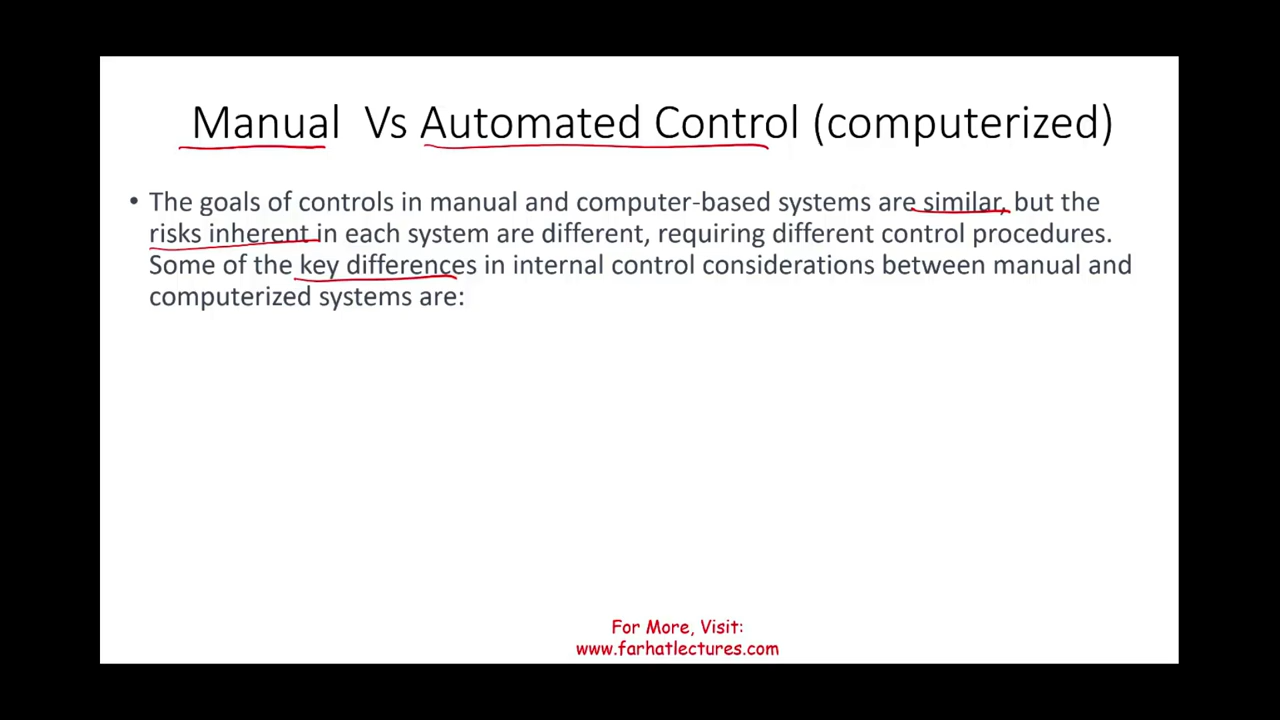 Manual Vs Automated Control (computerized)
• The goals of controls in manual and computer-based systems are similar, but the
risks inherent in each system are different, requiring different control procedures.
Some of the key differences in internal control considerations between manual and
computerized systems are:
For More, Visit:
www.farhatlectures.com